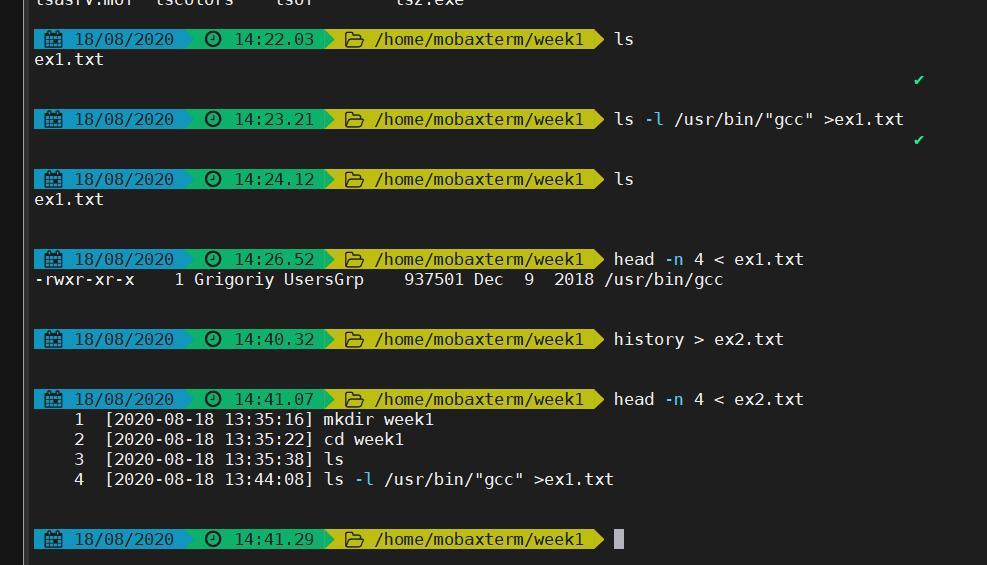 lsasrv.mof lscolors lsof lsz.exe
18/08/2020 14:22.03 /home/mobaxterm/week1 ls
ex1.txt
✔
18/08/2020 14:23.21 /home/mobaxterm/week1 ls -l /usr/bin/"gcc" >ex1.txt
✔
18/08/2020 14:24.12 /home/mobaxterm/week1 ls
ex1.txt
18/08/2020 14:26.52 /home/mobaxterm/week1 head -n 4 < ex1.txt
-rwxr-xr-x 1 Grigoriy UsersGrp 937501 Dec 9 2018 /usr/bin/gcc
18/08/2020 14:40.32 /home/mobaxterm/week1 history > ex2.txt
18/08/2020 14:41.07 /home/mobaxterm/week1 head -n 4 < ex2.txt
1 [2020-08-18 13:35:16] mkdir week1
2 [2020-08-18 13:35:22] cd week1
3 [2020-08-18 13:35:38] ls
4 [2020-08-18 13:44:08] ls -l /usr/bin/"gcc" >ex1.txt
18/08/2020 14:41.29 /home/mobaxterm/week1